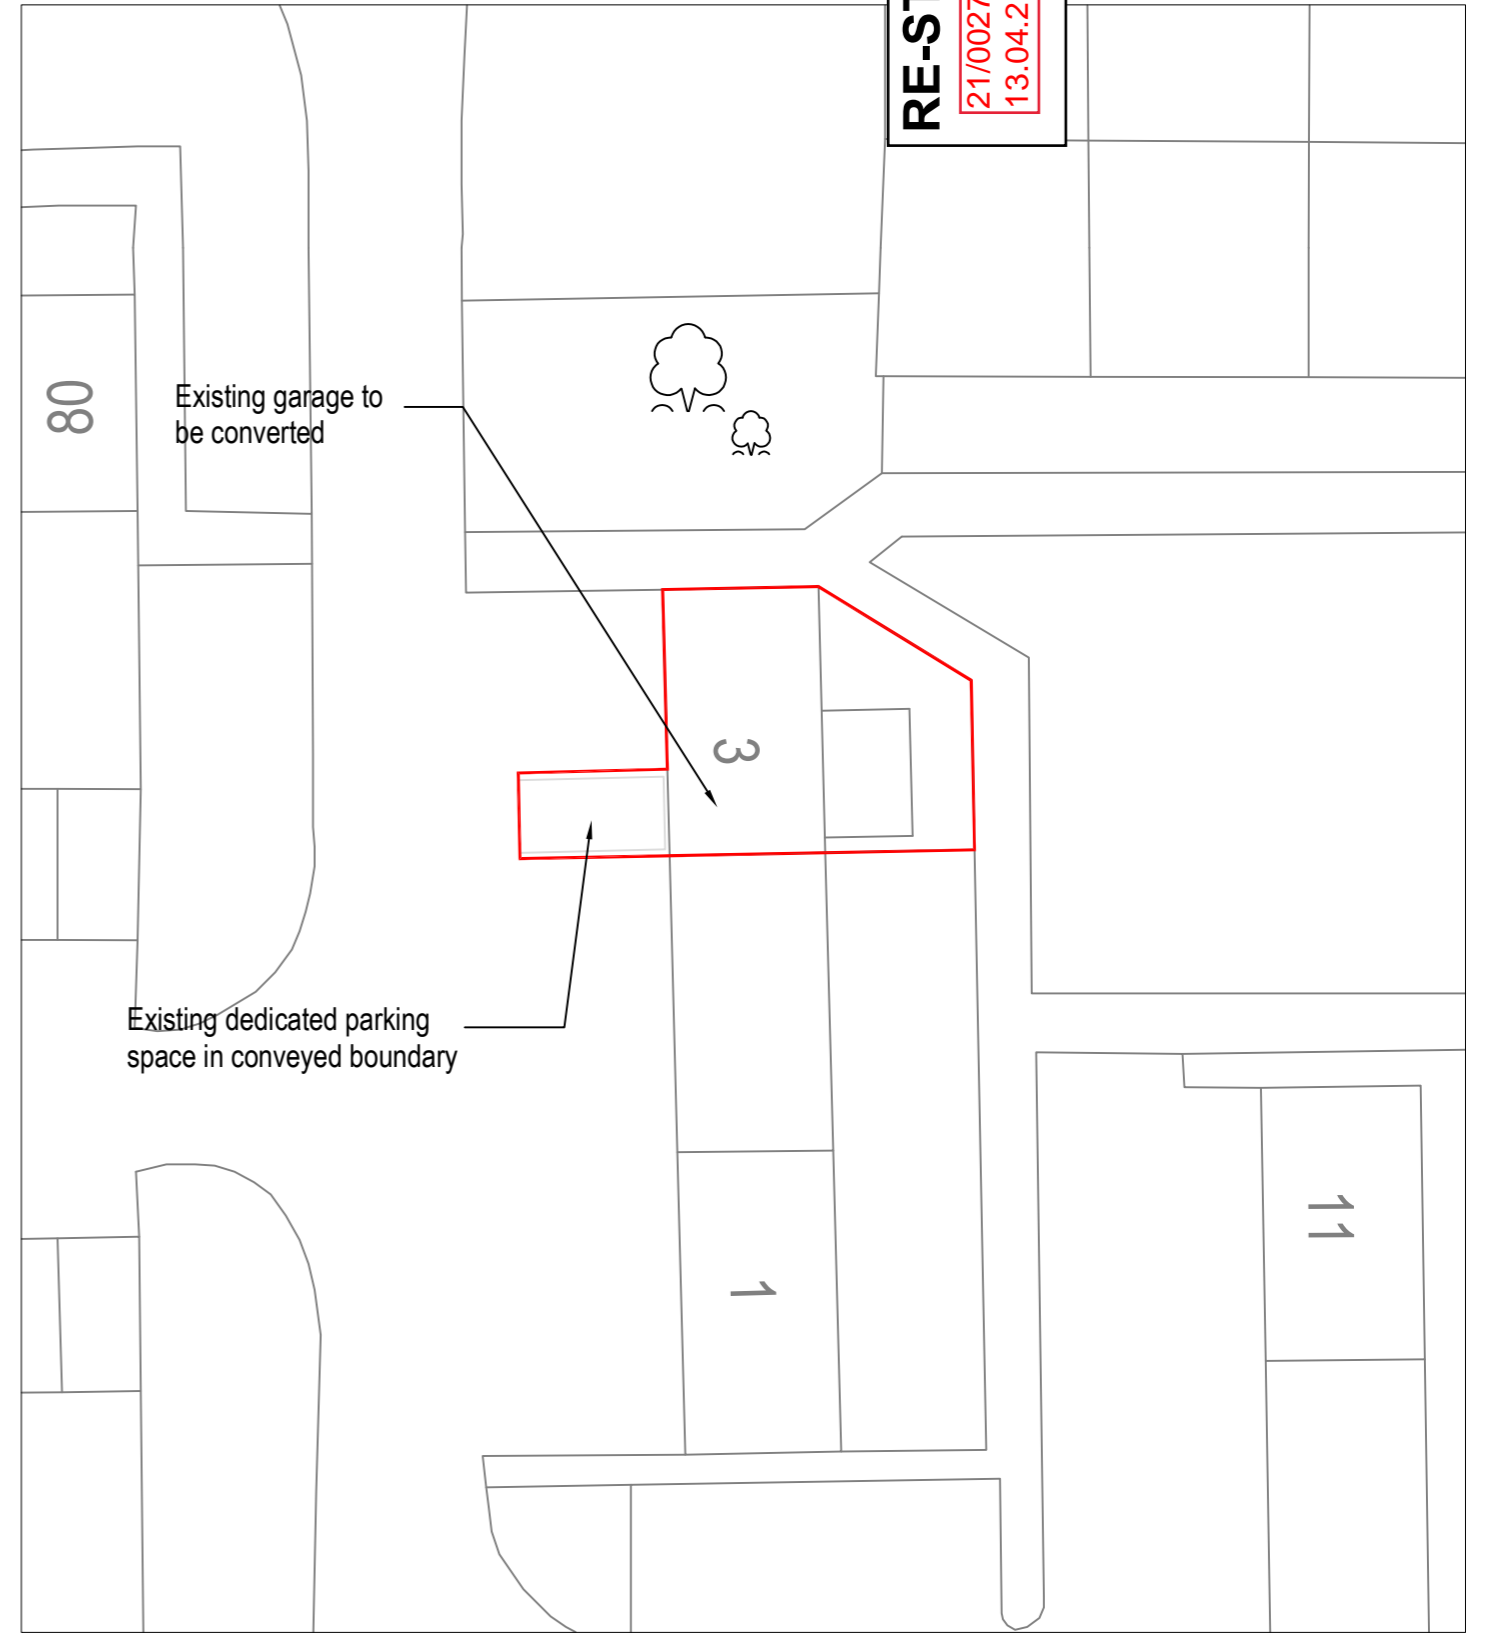 RE-ST
21/0027
13.04.2
08
Existing garage to
be converted
3
Existing dedicated parking
space in conveyed boundary
11
1